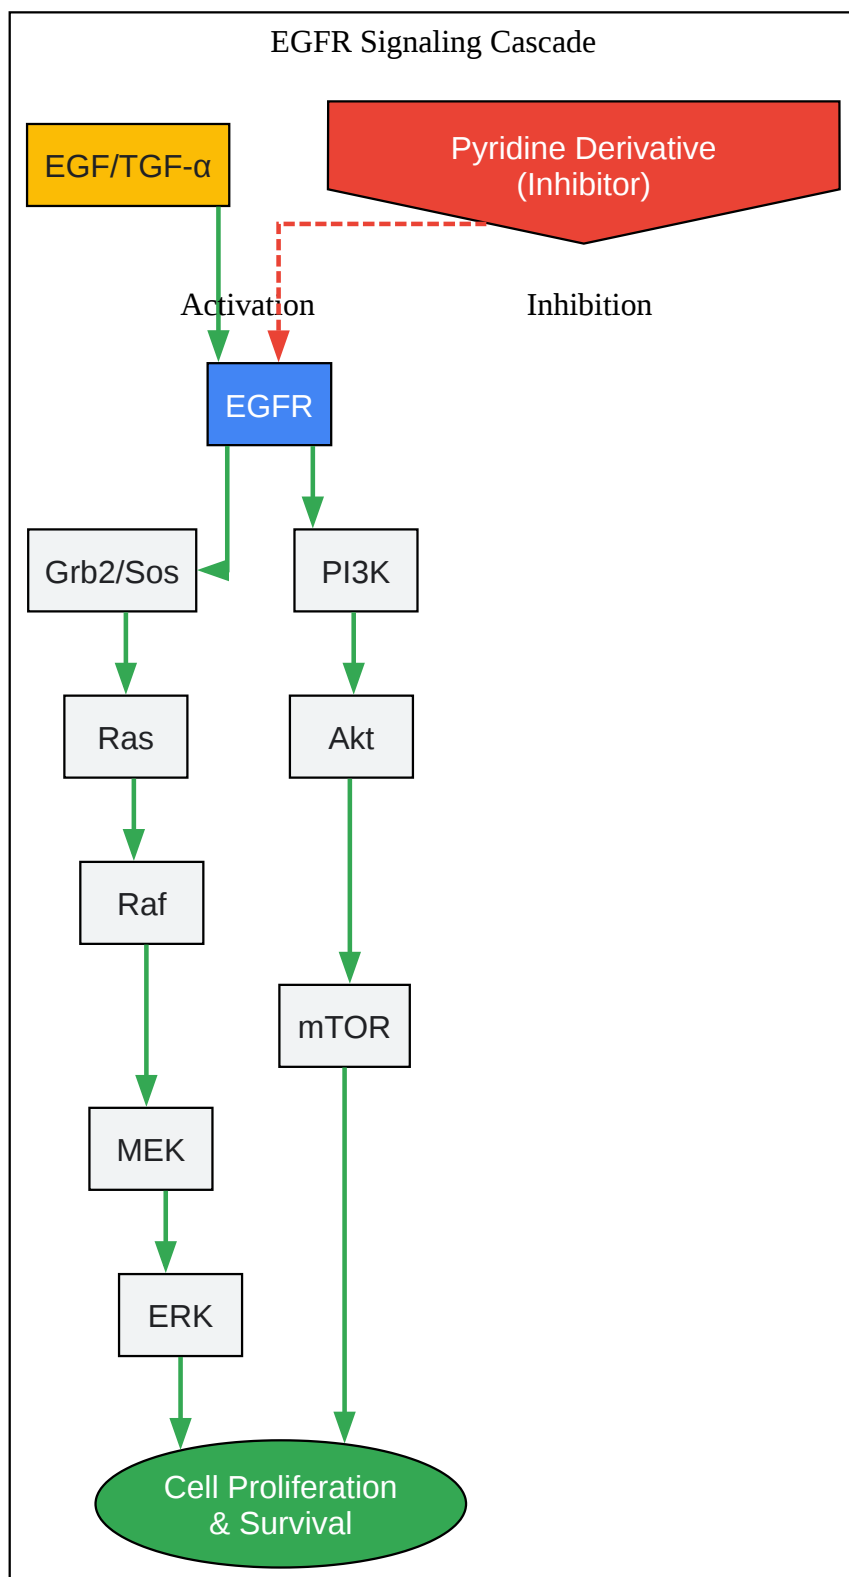 EGFR Signaling Cascade
EGF/TGF-α
Pyridine Derivative
(Inhibitor)
Activation
Inhibition
EGFR
Grb2/Sos
PI3K
Ras
Akt
Raf
mTOR
MEK
ERK
Cell Proliferation
& Survival